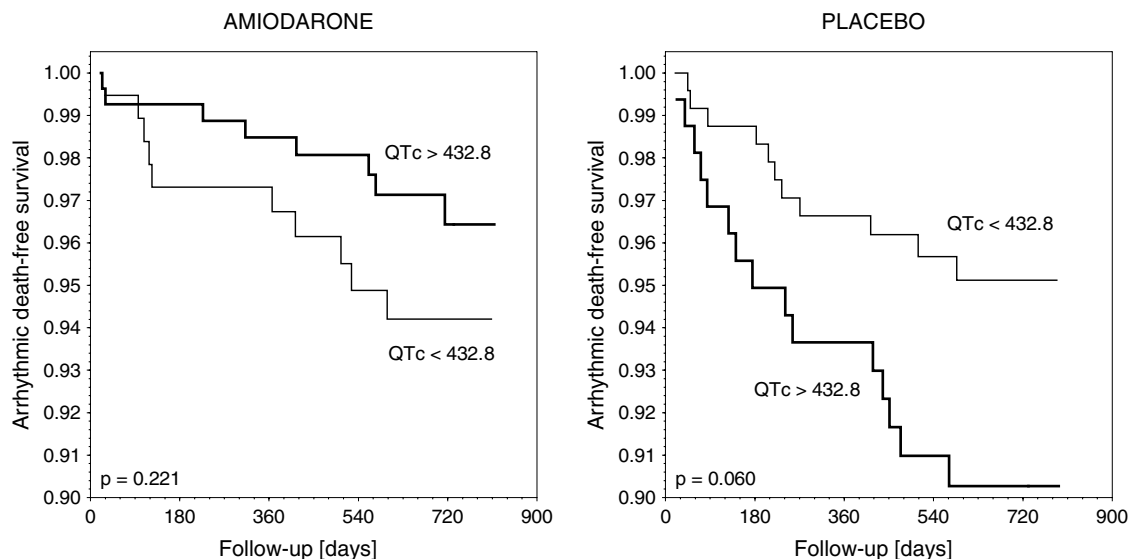 AMIODARONE
Arrhythmic death-free survival
1.00
0.99
0.98
0.97
0.96
0.95
0.94
0.93
0.92
0.91
0.90
QTc > 432.8
QTc < 432.8
p = 0.221
0 180 360 540 720 900
Follow-up [days]
PLACEBO
Arrhythmic death-free survival
1.00
0.99
0.98
0.97
0.96
0.95
0.94
0.93
0.92
0.91
0.90
QTc < 432.8
QTc > 432.8
p = 0.060
0 180 360 540 720 900
Follow-up [days]